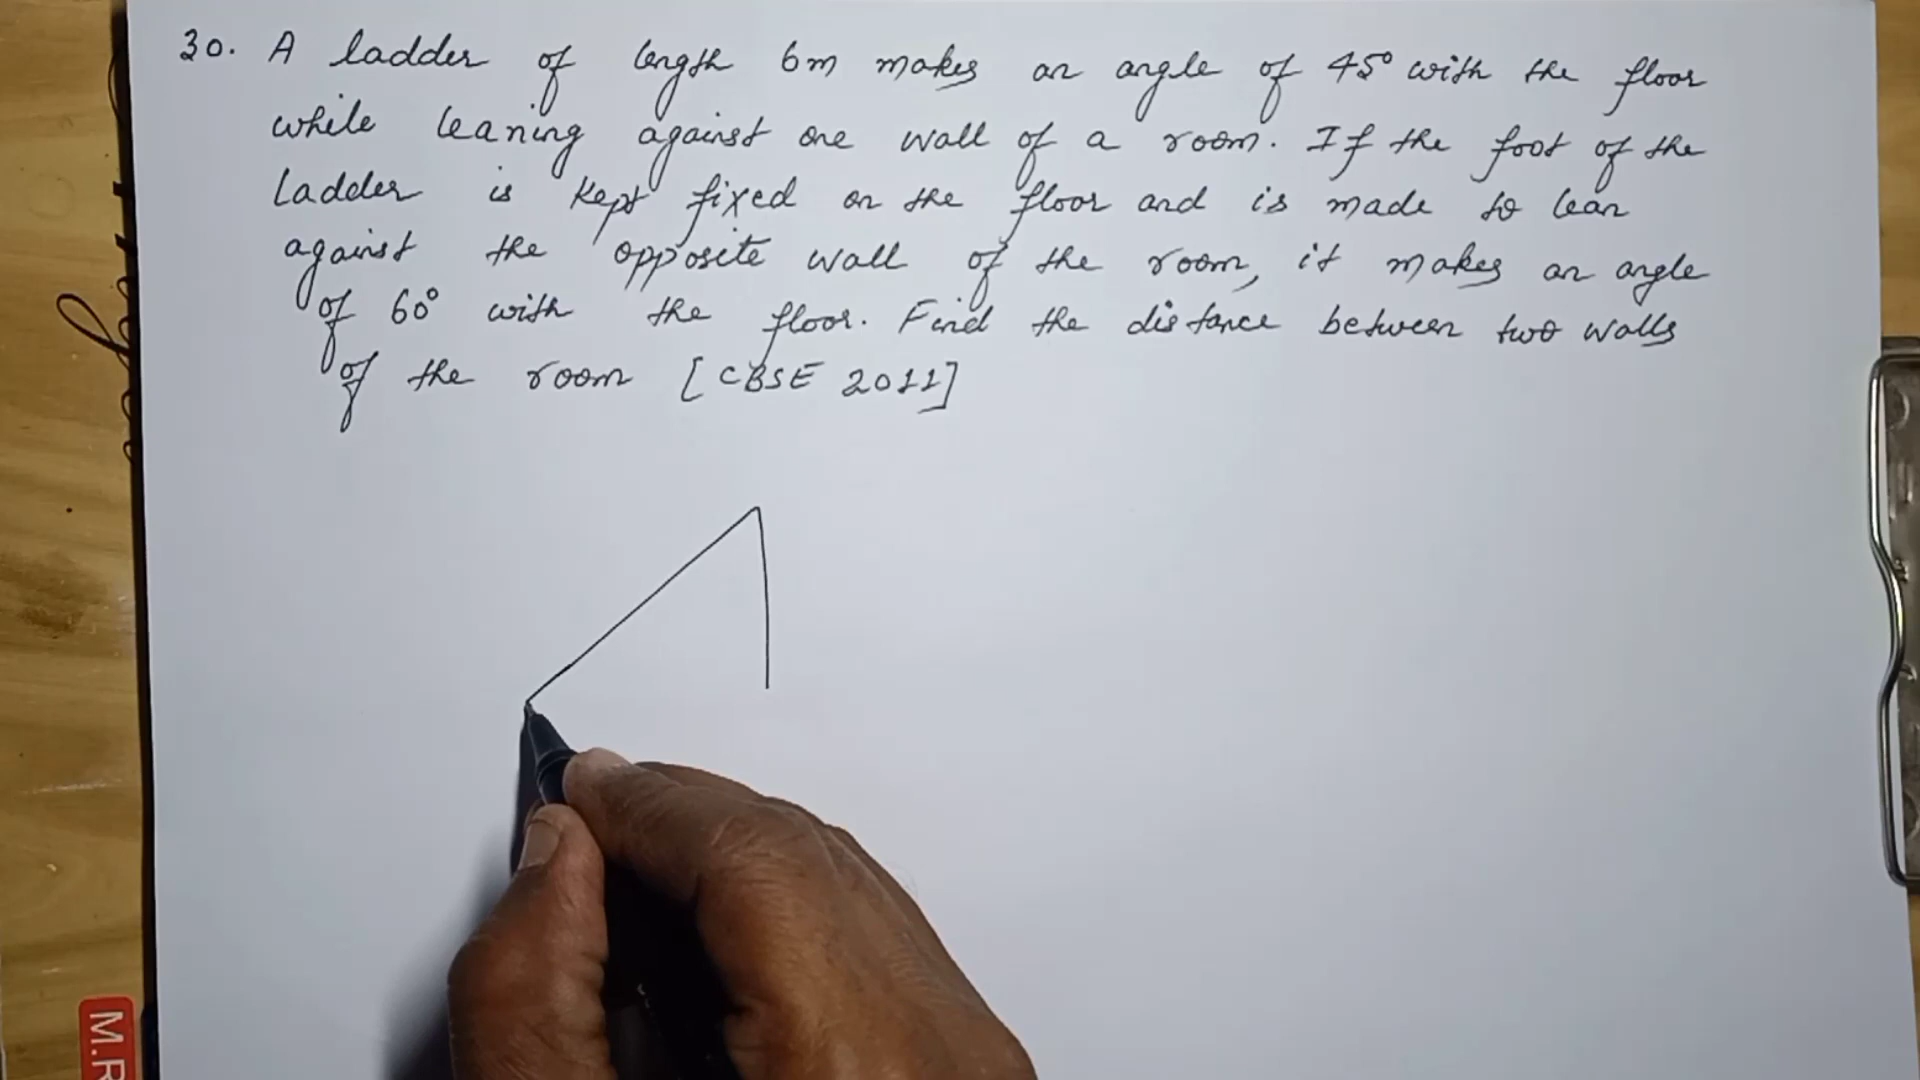 30. A ladder of length 6m makes an angle of 45° with the floor
while leaning against one wall of a room. If the foot of the
Ladder is kept fixed on the floor and is made to lean
against the opposite wall of the room, it makes an angle
of 60° with the floor. Find the distance between two walls
of the room [CBSE 2011]
M.R